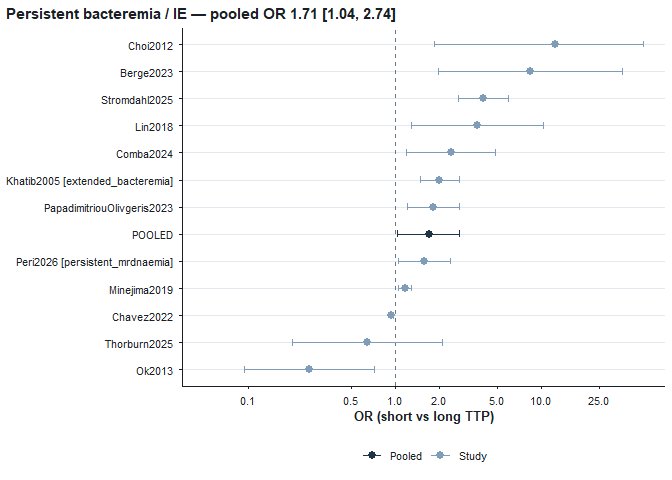 Persistent bacteremia / IE — pooled OR 1.71 [1.04, 2.74]
Choi2012
Berge2023
Stromdahl2025
Lin2018
Comba2024
Khatib2005 [extended_bacteremia]
PapadimitriouOlivgeris2023
POOLED
Peri2026 [persistent_mrdnaemia]
Minejima2019
Chavez2022
Thorburn2025
Ok2013
0.1 0.5 1.0 2.0 5.0 10.0 25.0
OR (short vs long TTP)
Pooled Study